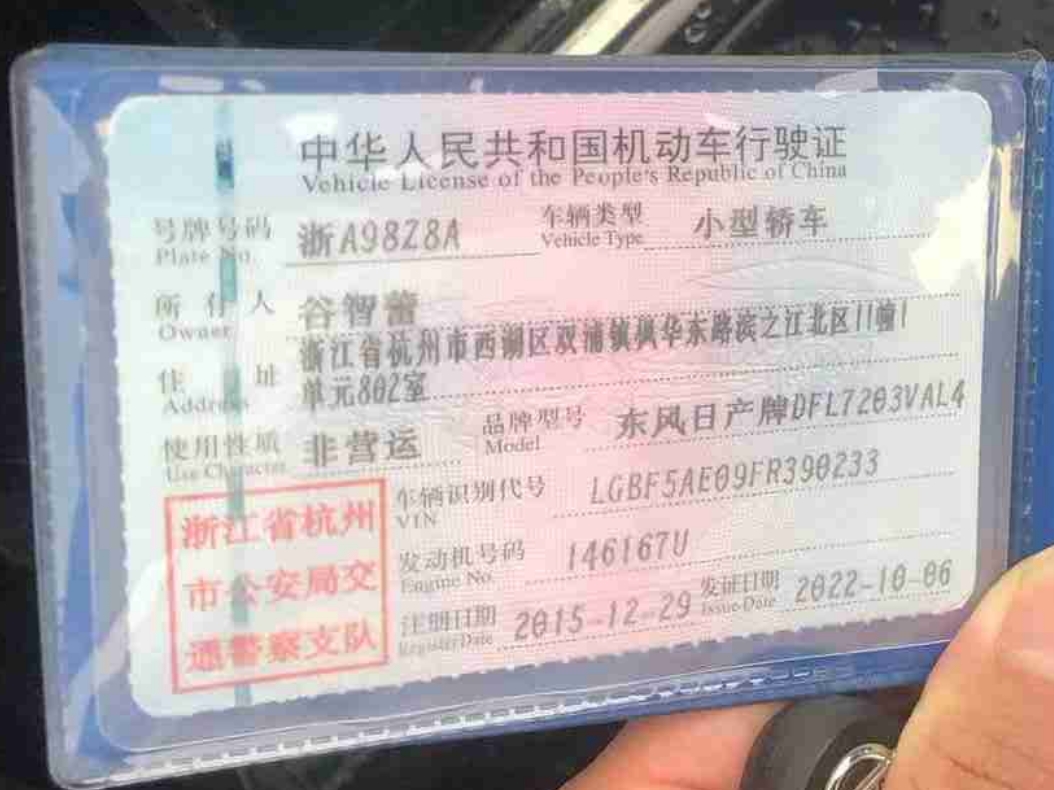 中华人民共和国机动车行驶证
Vehicle License of the People's Republic of China
号牌号码 浙A98Z8A 车辆类型 小型轿车
Plate No. Vehicle Type
所有人 谷智蕾
Owner
浙江省杭州市西湖区双浦镇枫华东路滨之江北区11幢1
住址 单元802室
Address
使用性质 非营运 品牌型号 东风日产牌DFL7203VAL4
Use Character Model
车辆识别代号 LGBF5AE09FR390233
VIN
发动机号码 146167U
Engine No.
注册日期 2015-12-29 发证日期 2022-10-06
Register Date Issue Date
浙江省杭州
市公安局交
通警察支队